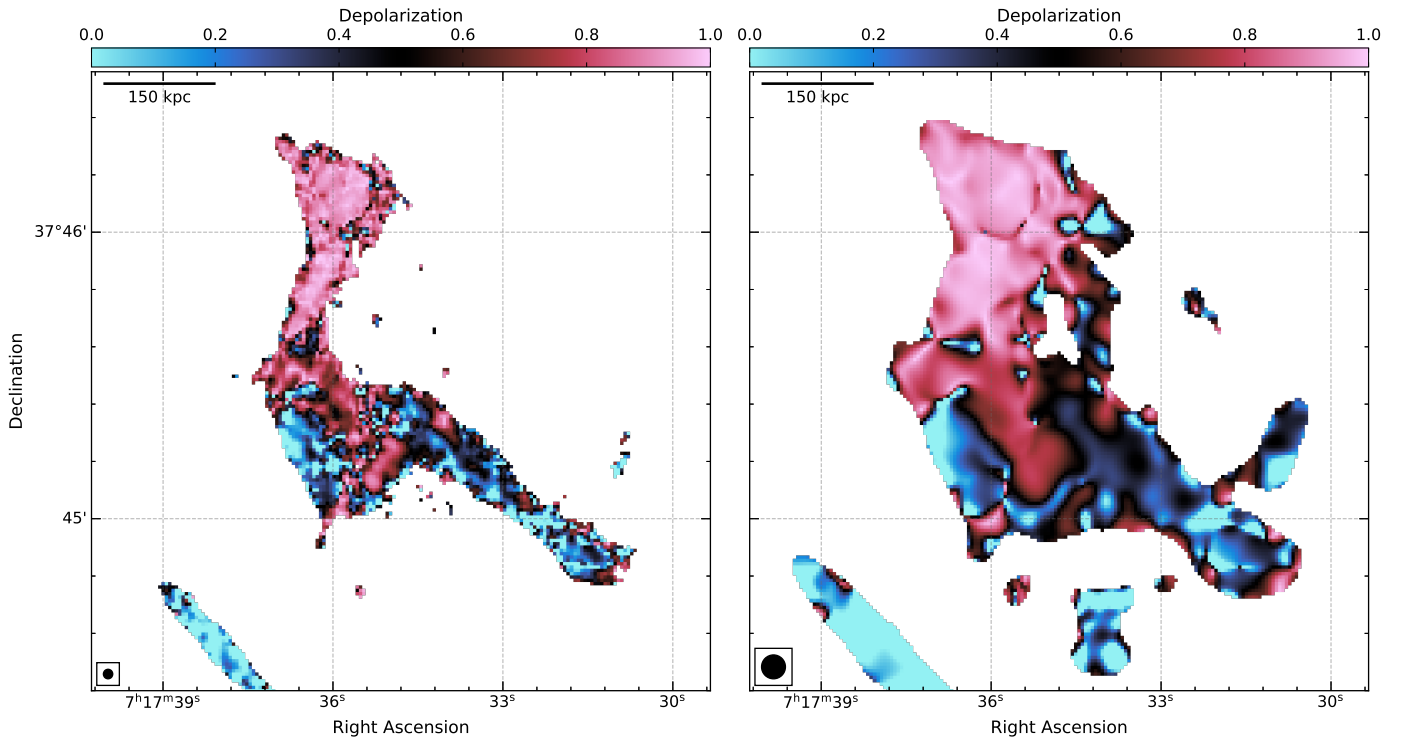 Depolarization
0.0 0.2 0.4 0.6 0.8 1.0
150 kpc
37°46'
45'
Declination
7ʰ17ᵐ39ˢ 36ˢ 33ˢ 30ˢ
Right Ascension
Depolarization
0.0 0.2 0.4 0.6 0.8 1.0
150 kpc
7ʰ17ᵐ39ˢ 36ˢ 33ˢ 30ˢ
Right Ascension